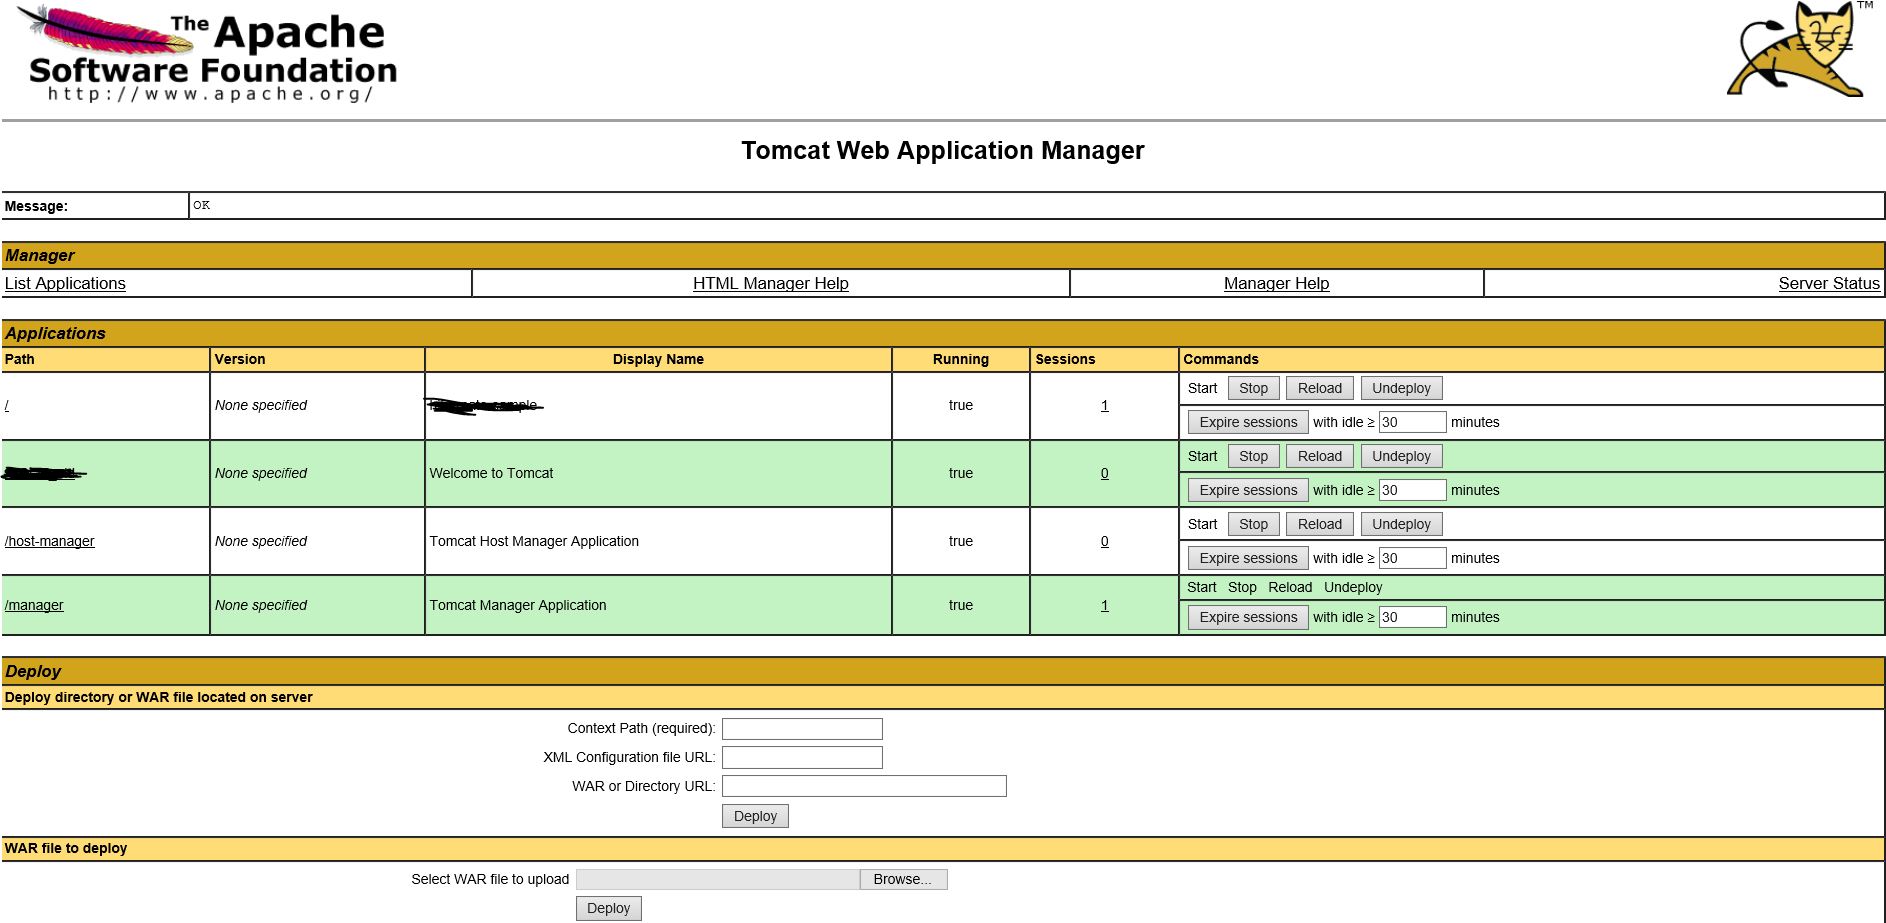 The Apache
Software Foundation
http://www.apache.org/
TM
Tomcat Web Application Manager
Message: OK
Manager
List Applications HTML Manager Help Manager Help Server Status
Applications
Path Version Display Name Running Sessions Commands
/ None specified true 1 Start Stop Reload Undeploy
Expire sessions with idle ≥ 30 minutes
None specified Welcome to Tomcat true 0 Start Stop Reload Undeploy
Expire sessions with idle ≥ 30 minutes
/host-manager None specified Tomcat Host Manager Application true 0 Start Stop Reload Undeploy
Expire sessions with idle ≥ 30 minutes
/manager None specified Tomcat Manager Application true 1 Start Stop Reload Undeploy
Expire sessions with idle ≥ 30 minutes
Deploy
Deploy directory or WAR file located on server
Context Path (required):
XML Configuration file URL:
WAR or Directory URL:
Deploy
WAR file to deploy
Select WAR file to upload Browse...
Deploy